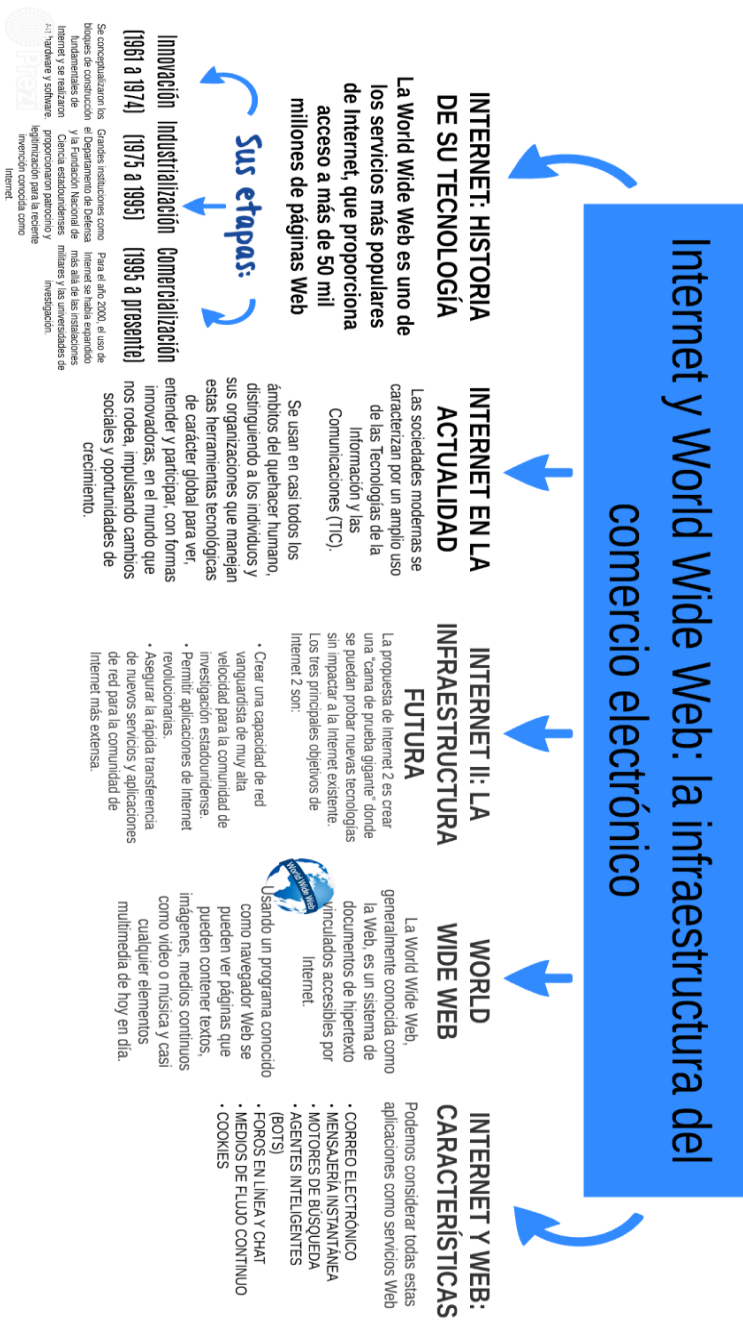 Internet y World Wide Web: la infraestructura del
comercio electrónico
INTERNET: HISTORIA
DE SU TECNOLOGÍA
La World Wide Web es uno de
los servicios más populares
de Internet, que proporciona
acceso a más de 50 mil
millones de páginas Web
Sus etapas:
Innovación
(1961 a 1974)
Se conceptualizaron los
bloques de construcción
fundamentales de
Internet y se realizaron
hardware y software.
Industrialización
(1975 a 1995)
Grandes instituciones como
el Departamento de Defensa
y la Fundación Nacional de
Ciencia estadounidenses
proporcionaron patrocinio y
legitimización para la reciente
invención conocida como
Internet.
Comercialización
(1995 a presente)
Para el año 2000, el uso de
Internet se había expandido
más allá de las instalaciones
militares y las universidades de
investigación.
INTERNET EN LA
ACTUALIDAD
Las sociedades modernas se
caracterizan por un amplio uso
de las Tecnologías de la
Información y las
Comunicaciones (TIC).
Se usan en casi todos los
ámbitos del quehacer humano,
distinguiendo a los individuos y
sus organizaciones que manejan
estas herramientas tecnológicas
de carácter global para ver,
entender y participar, con formas
innovadoras, en el mundo que
nos rodea, impulsando cambios
sociales y oportunidades de
crecimiento.
INTERNET II: LA
INFRAESTRUCTURA
FUTURA
La propuesta de Internet 2 es crear
una "cama de prueba gigante" donde
se puedan probar nuevas tecnologías
sin impactar a la Internet existente.
Los tres principales objetivos de
Internet 2 son:
• Crear una capacidad de red
vanguardista de muy alta
velocidad para la comunidad de
investigación estadounidense.
• Permitir aplicaciones de Internet
revolucionarias.
• Asegurar la rápida transferencia
de nuevos servicios y aplicaciones
de red para la comunidad de
Internet más extensa.
WORLD
WIDE WEB
La World Wide Web,
generalmente conocida como
la Web, es un sistema de
documentos de hipertexto
vinculados accesibles por
Internet.
World Wide Web
Usando un programa conocido
como navegador Web se
pueden ver páginas que
pueden contener textos,
imágenes, medios continuos
como video o música y casi
cualquier elementos
multimedia de hoy en día.
INTERNET Y WEB:
CARACTERÍSTICAS
Podemos considerar todas estas
aplicaciones como servicios Web
• CORREO ELECTRÓNICO
• MENSAJERÍA INSTANTÁNEA
• MOTORES DE BÚSQUEDA
• AGENTES INTELIGENTES
(BOTS)
• FOROS EN LÍNEA Y CHAT
• MEDIOS DE FLUJO CONTINUO
• COOKIES
Prezi